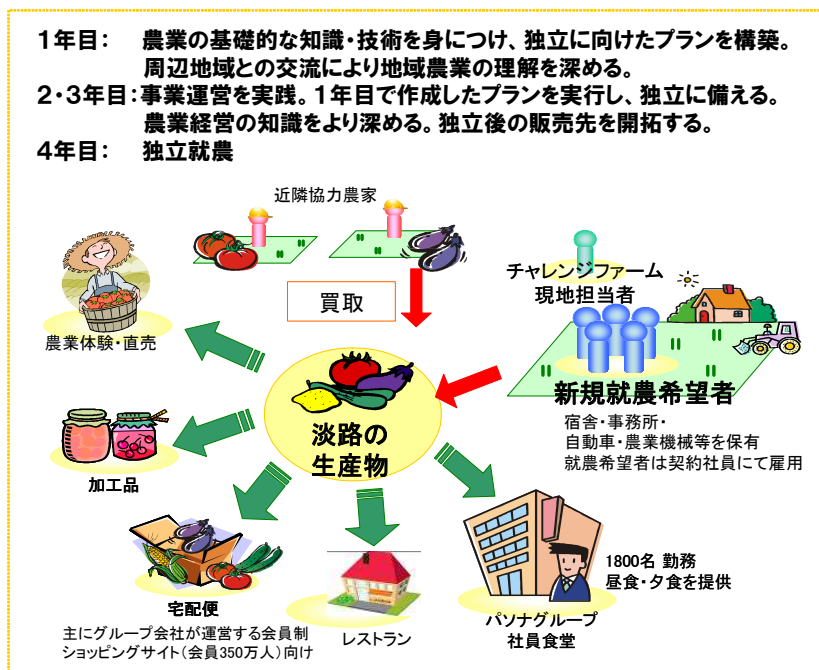 1年目： 農業の基礎的な知識・技術を身につけ、独立に向けたプランを構築。
周辺地域との交流により地域農業の理解を深める。
2・3年目：事業運営を実践。1年目で作成したプランを実行し、独立に備える。
農業経営の知識をより深める。独立後の販売先を開拓する。
4年目： 独立就農
近隣協力農家
チャレンジファーム
現地担当者
買取
農業体験・直売
新規就農希望者
宿舎・事務所・
自動車・農業機械等を保有
就農希望者は契約社員にて雇用
淡路の
生産物
加工品
宅配便
主にグループ会社が運営する会員制
ショッピングサイト（会員350万人）向け
レストラン
パソナグループ
社員食堂
1800名 勤務
昼食・夕食を提供